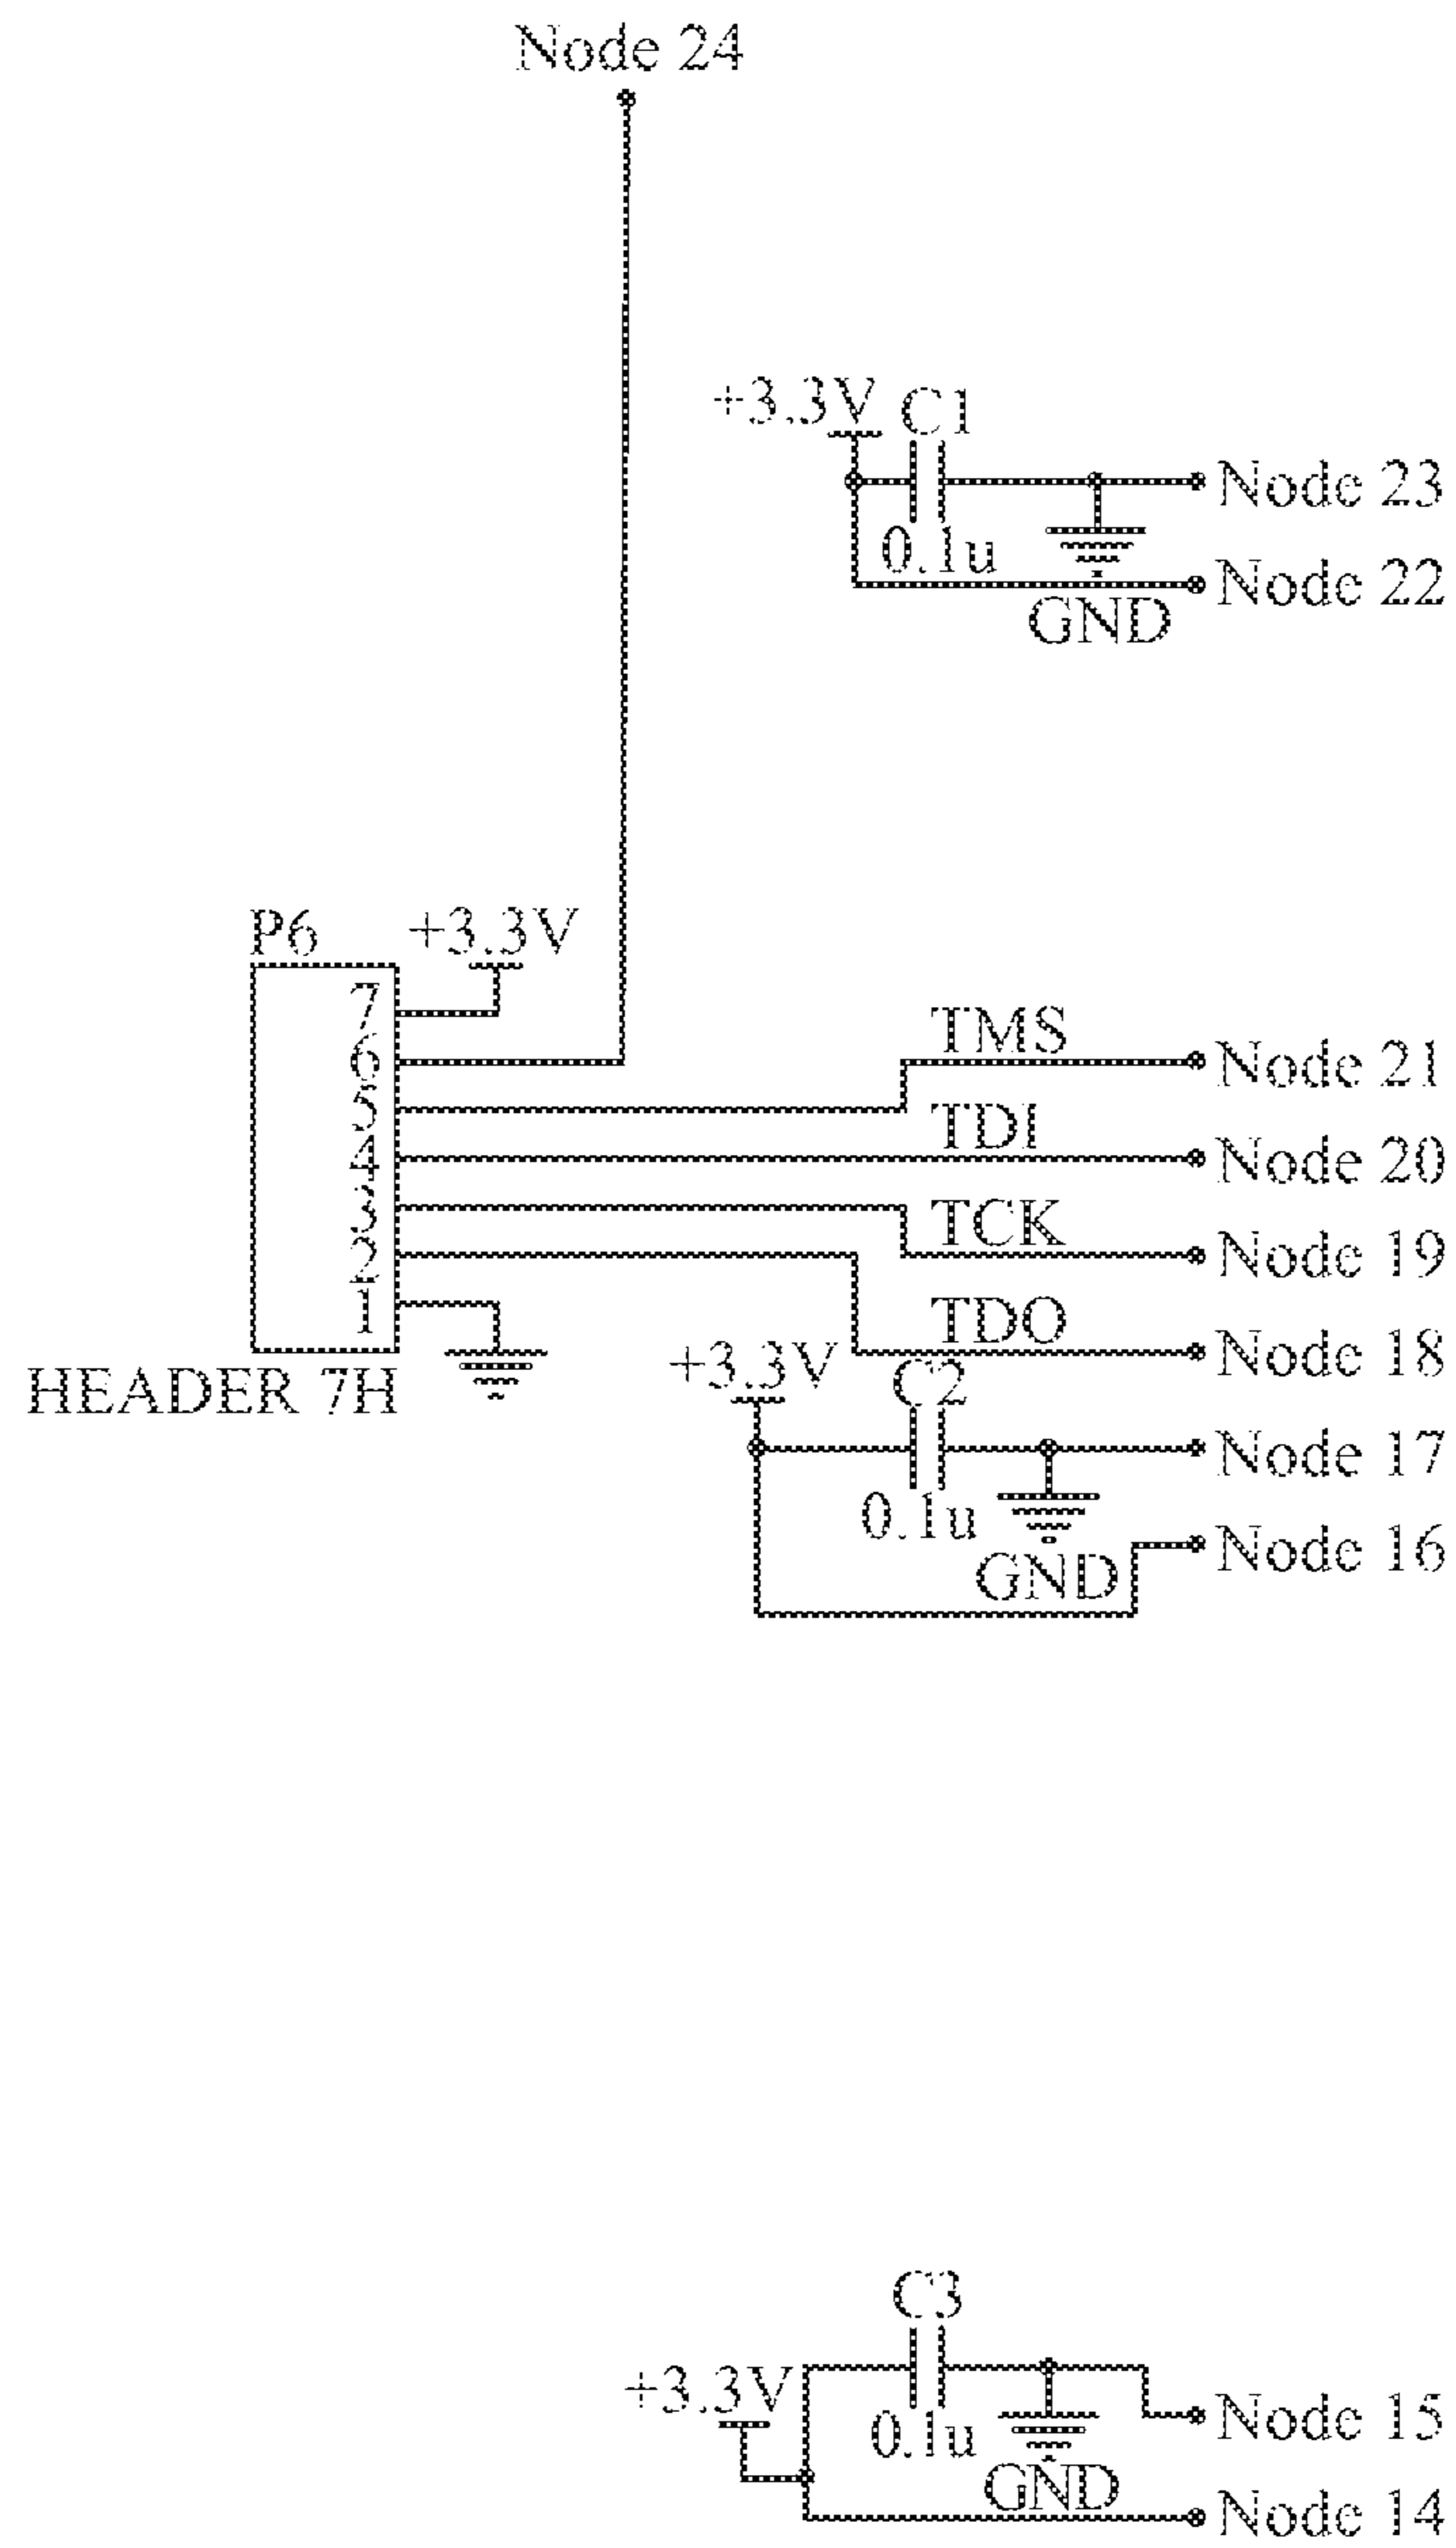 Node 24
+3.3V C1
Node 23
0.1u
Node 22
GND
P6 +3.3V
7
TMS
6
Node 21
5
TDI
4
Node 20
3
TCK
2
Node 19
1
TDO
+3.3V
Node 18
HEADER 7H
C2
Node 17
0.1u
Node 16
GND
C3
+3.3V
Node 15
0.1u
GND
Node 14